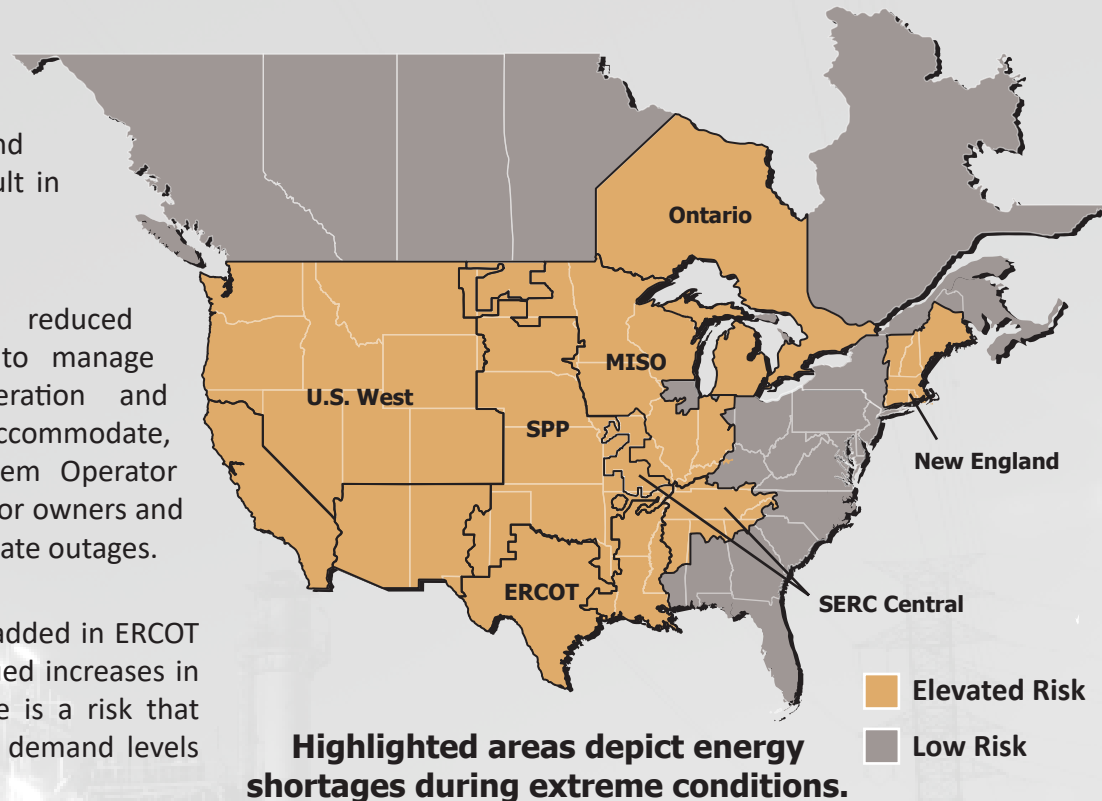 nd
ult in
reduced
to manage
eration and
ccommodate,
em Operator
or owners and
ate outages.
added in ERCOT
ed increases in
e is a risk that
demand levels
Ontario
MISO
U.S. West
SPP
New England
ERCOT
SERC Central
Elevated Risk
Low Risk
Highlighted areas depict energy
shortages during extreme conditions.